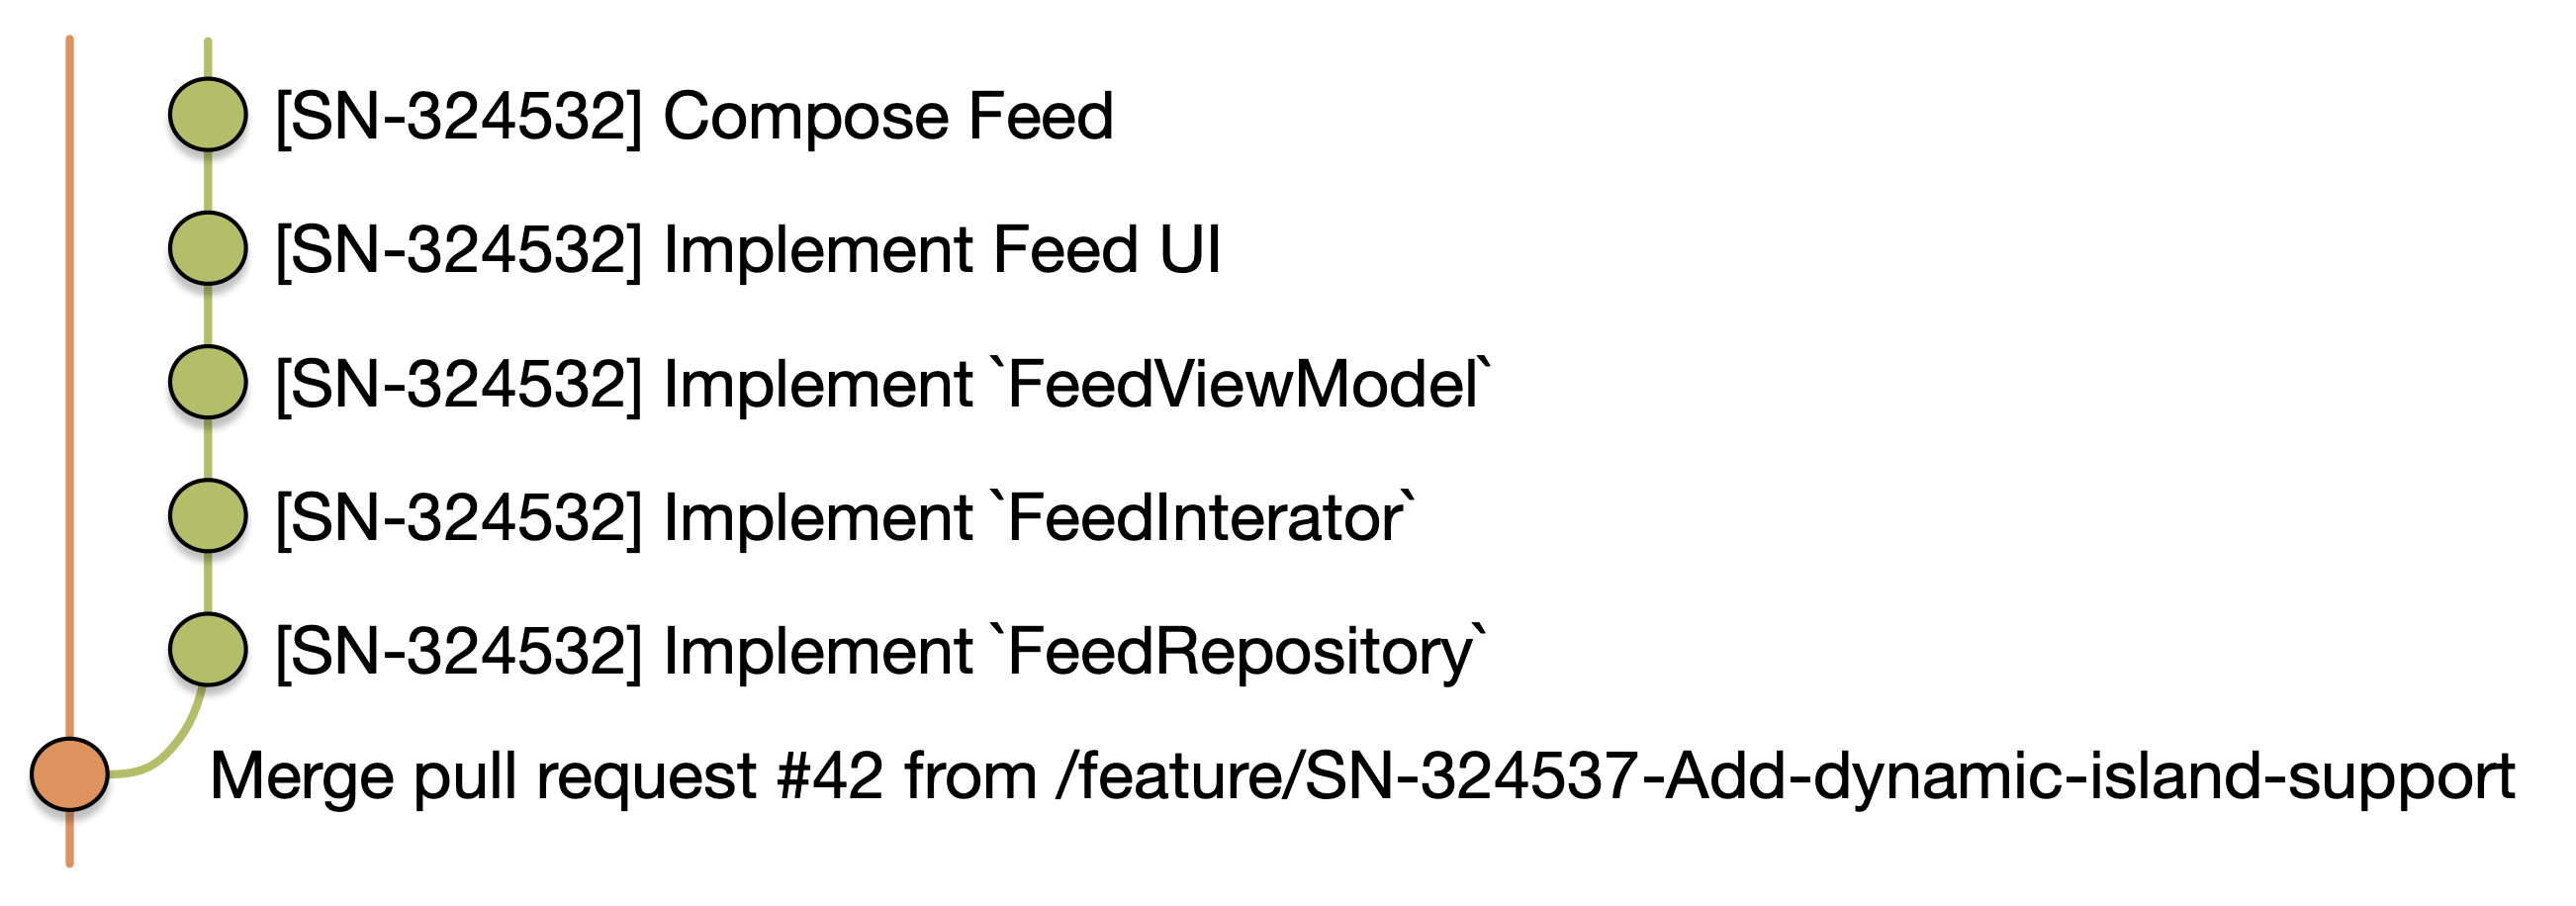 [SN-324532] Compose Feed
[SN-324532] Implement Feed UI
[SN-324532] Implement `FeedViewModel`
[SN-324532] Implement `FeedInterator`
[SN-324532] Implement `FeedRepository`
Merge pull request #42 from /feature/SN-324537-Add-dynamic-island-support